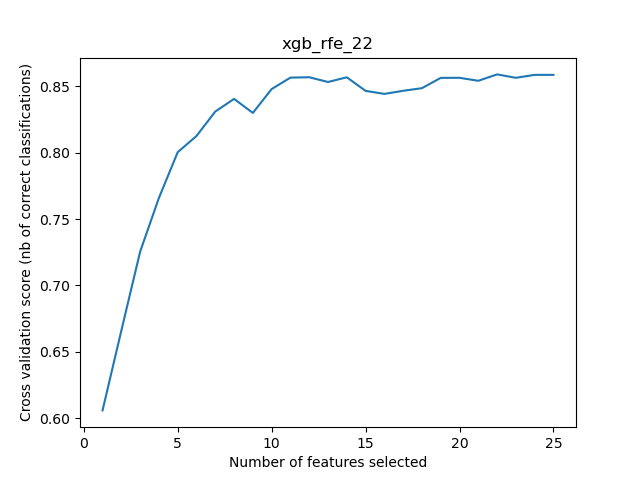 xgb_rfe_22
Cross validation score (nb of correct classifications)
0.85
0.80
0.75
0.70
0.65
0.60
0 5 10 15 20 25
Number of features selected